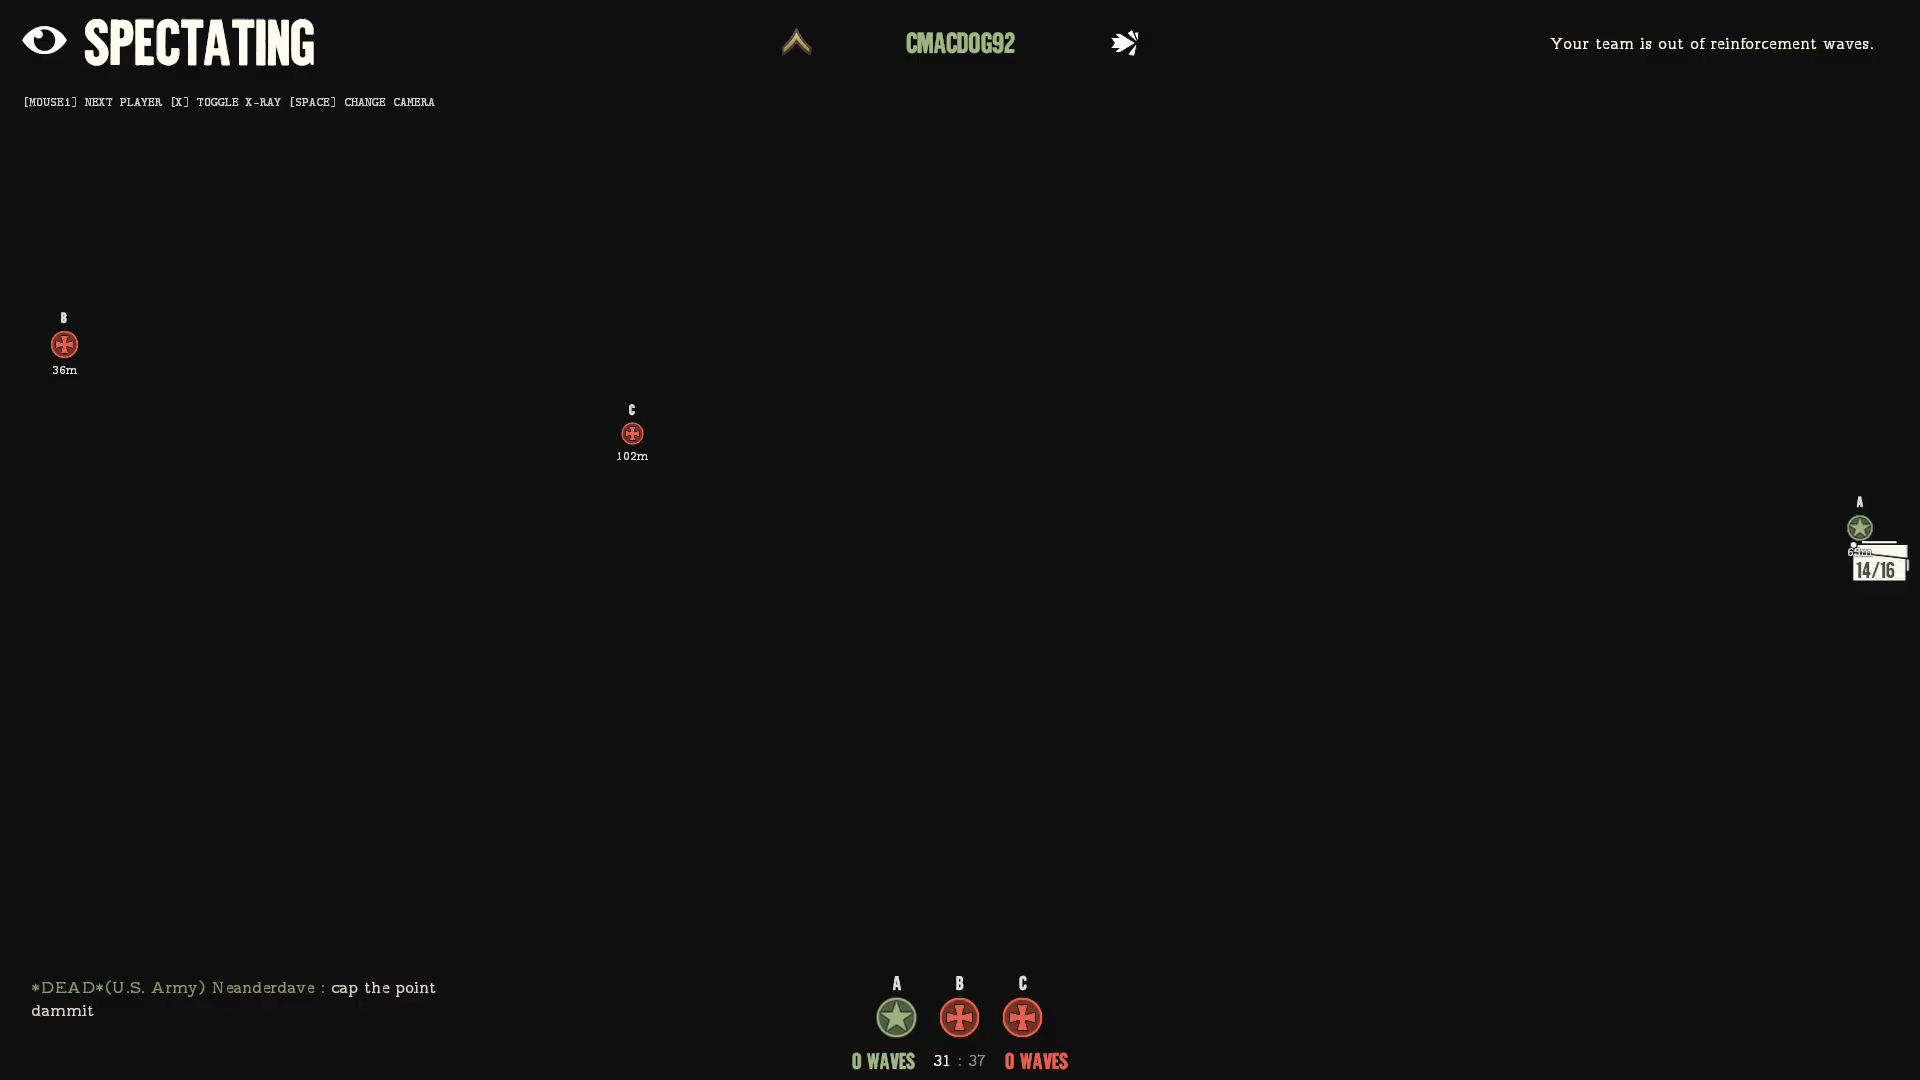 SPECTATING
CMACDOG92
Your team is out of reinforcement waves.
[MOUSE1] NEXT PLAYER [X] TOGGLE X-RAY [SPACE] CHANGE CAMERA
B
36m
C
102m
A
14/16
*DEAD*(U.S. Army) Neanderdave : cap the point
dammit
A B C
0 WAVES 31 : 37 0 WAVES